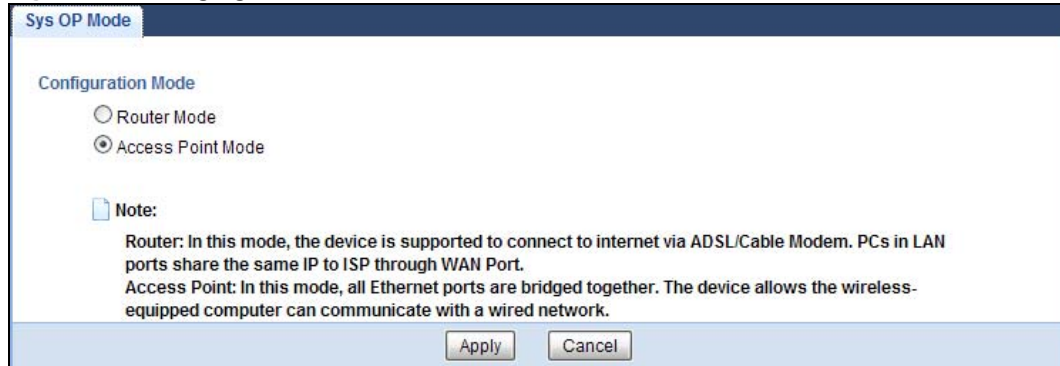 Sys OP Mode
Configuration Mode
Router Mode
Access Point Mode
Note:
Router: In this mode, the device is supported to connect to internet via ADSL/Cable Modem. PCs in LAN
ports share the same IP to ISP through WAN Port.
Access Point: In this mode, all Ethernet ports are bridged together. The device allows the wireless-
equipped computer can communicate with a wired network.
Apply Cancel